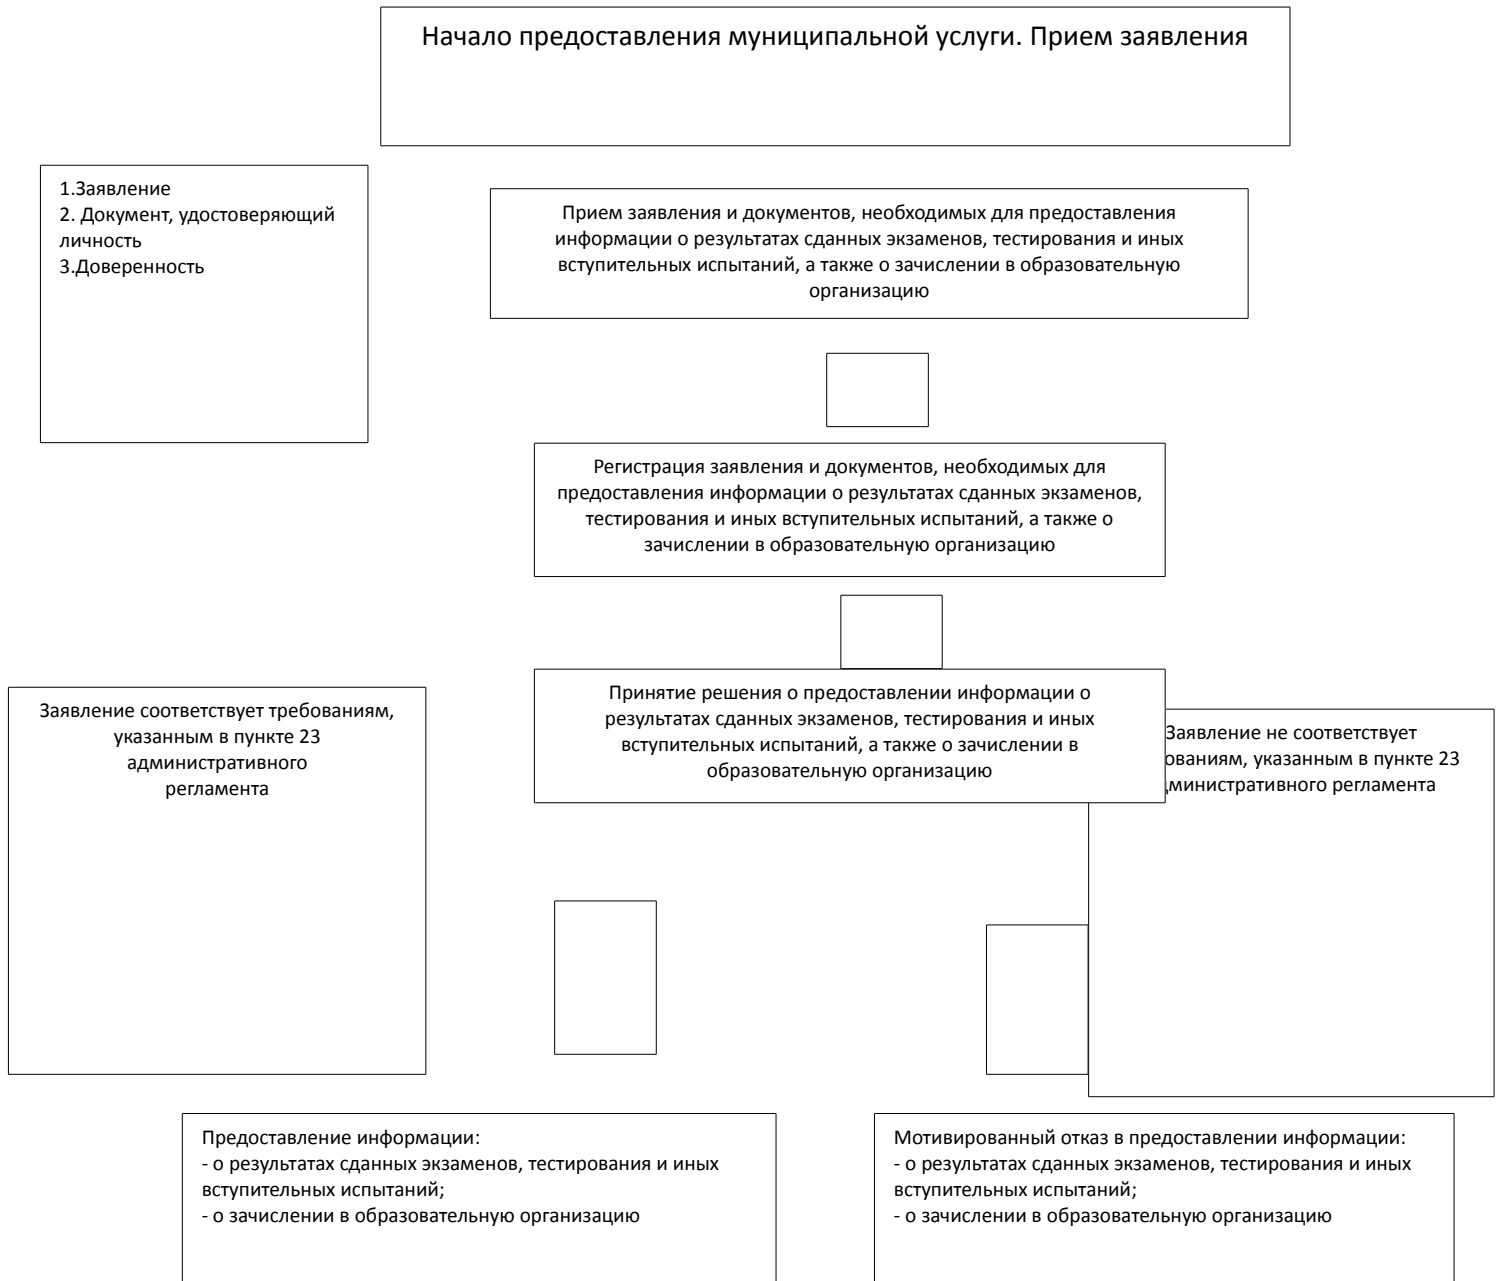 Начало предоставления муниципальной услуги. Прием заявления
1.Заявление
2. Документ, удостоверяющий
личность
3.Доверенность
Прием заявления и документов, необходимых для предоставления
информации о результатах сданных экзаменов, тестирования и иных
вступительных испытаний, а также о зачислении в образовательную
организацию
Регистрация заявления и документов, необходимых для
предоставления информации о результатах сданных экзаменов,
тестирования и иных вступительных испытаний, а также о
зачислении в образовательную организацию
Заявление соответствует требованиям,
указанным в пункте 23
административного
регламента
Принятие решения о предоставлении информации о
результатах сданных экзаменов, тестирования и иных
вступительных испытаний, а также о зачислении в
образовательную организацию
Заявление не соответствует
ованиям, указанным в пункте 23
министративного регламента
Предоставление информации:
- о результатах сданных экзаменов, тестирования и иных
вступительных испытаний;
- о зачислении в образовательную организацию
Мотивированный отказ в предоставлении информации:
- о результатах сданных экзаменов, тестирования и иных
вступительных испытаний;
- о зачислении в образовательную организацию